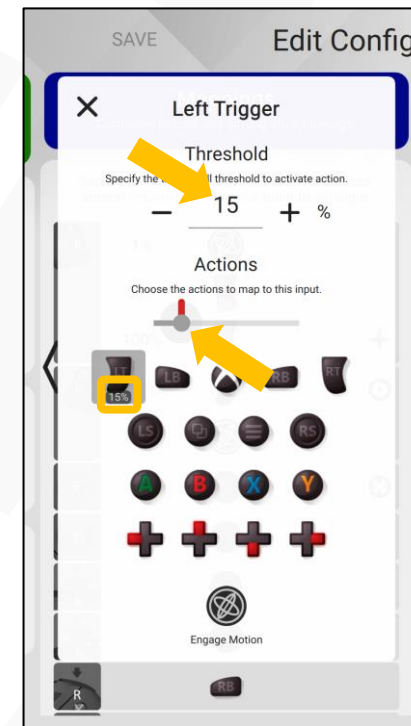 SAVE Edit Config
Left Trigger
Threshold
Specify the ll threshold to activate action.
− 15 + %
Actions
Choose the actions to map to this input.
LT LB RB RT
15%
LS RS
A B X Y
Engage Motion
R RB